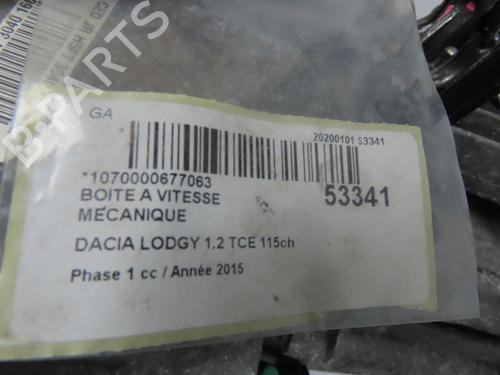 GA
20200101 53341
*1070000677063
BOITE A VITESSE
53341
MECANIQUE
DACIA LODGY 1.2 TCE 115ch
Phase 1 cc / Année 2015
B-PARTS